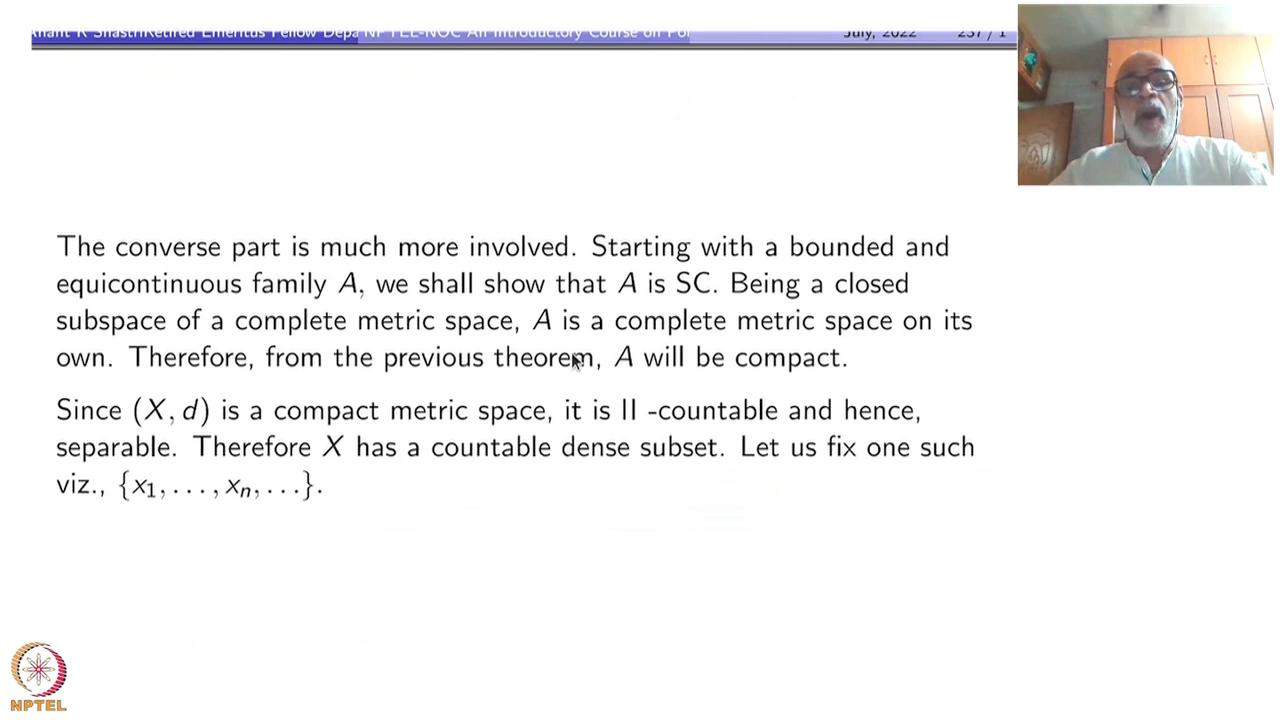 July, 2022 237 / 1
The converse part is much more involved. Starting with a bounded and
equicontinuous family A, we shall show that A is SC. Being a closed
subspace of a complete metric space, A is a complete metric space on its
own. Therefore, from the previous theorem, A will be compact.
Since (X, d) is a compact metric space, it is II -countable and hence,
separable. Therefore X has a countable dense subset. Let us fix one such
viz., {x₁, . . . , xₙ, . . .}.
NPTEL